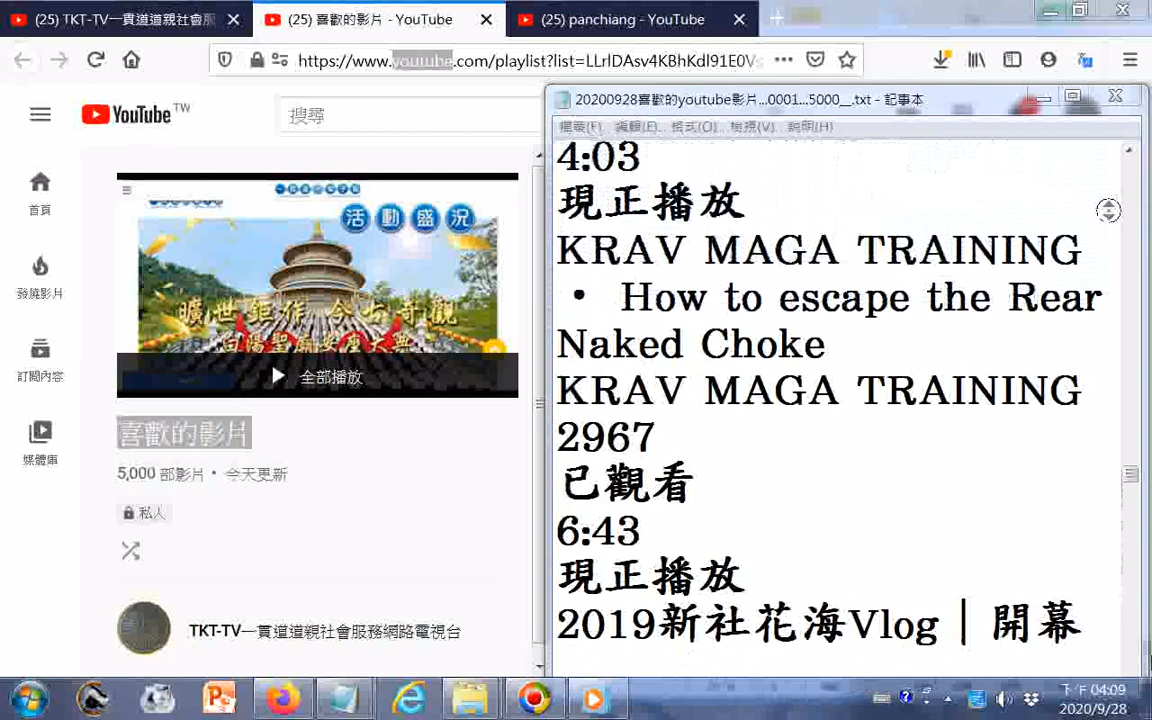 (25) TKT-TV一貫道道親社會服
(25) 喜歡的影片 - YouTube
(25) panchiang - YouTube
https://www.youtube.com/playlist?list=LLrlDAsv4KBhKdl91E0Vs
YouTube TW
搜尋
首頁
發燒影片
訂閱內容
媒體庫
活動盛況
曠世鉅作 今古奇觀
全部播放
喜歡的影片
5,000 部影片 • 今天更新
私人
TKT-TV一貫道道親社會服務網路電視台
20200928喜歡的youtube影片...0001...5000__.txt - 記事本
檔案(F) 編輯(E) 格式(O) 檢視(V) 說明(H)
4:03
現正播放
KRAV MAGA TRAINING
• How to escape the Rear
Naked Choke
KRAV MAGA TRAINING
2967
已觀看
6:43
現正播放
2019新社花海Vlog│開幕
下午 04:09
2020/9/28